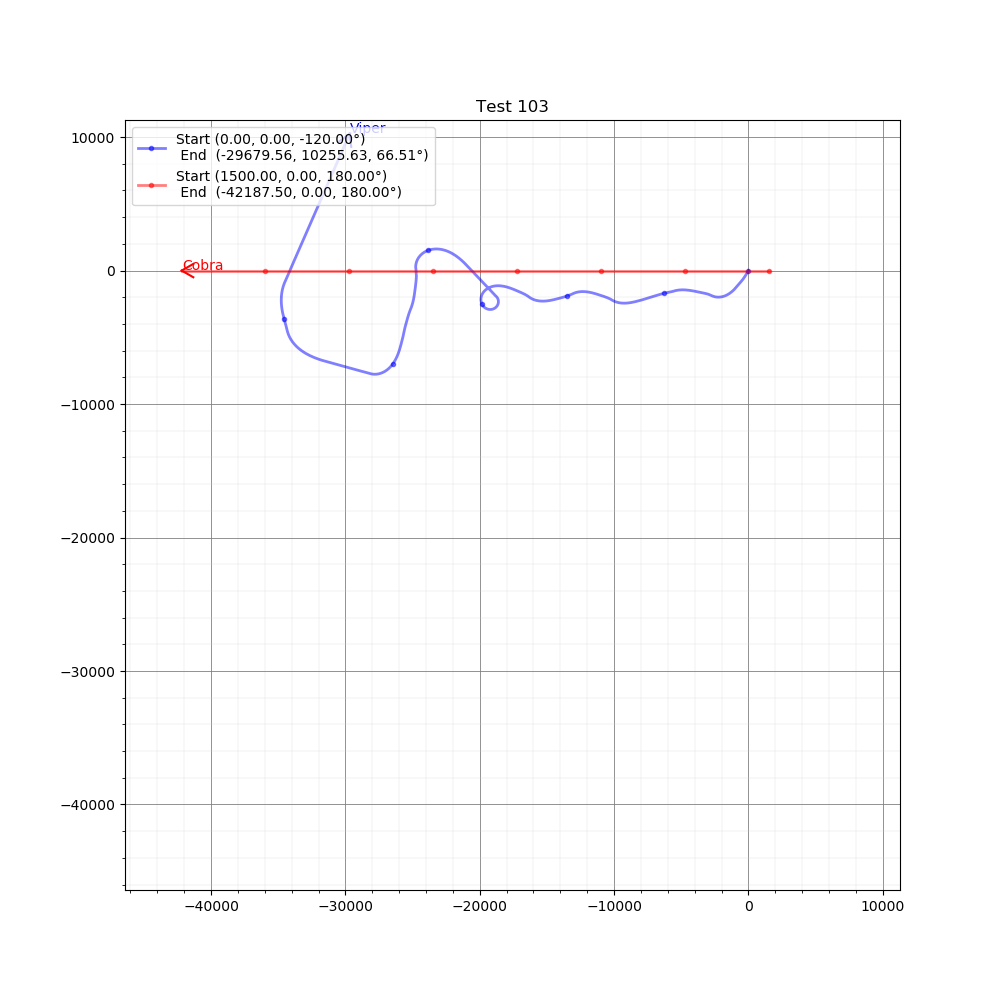 Test 103
Viper
Start (0.00, 0.00, -120.00°)
End (-29679.56, 10255.63, 66.51°)
Start (1500.00, 0.00, 180.00°)
End (-42187.50, 0.00, 180.00°)
Cobra
10000
0
−10000
−20000
−30000
−40000
−40000 −30000 −20000 −10000 0 10000